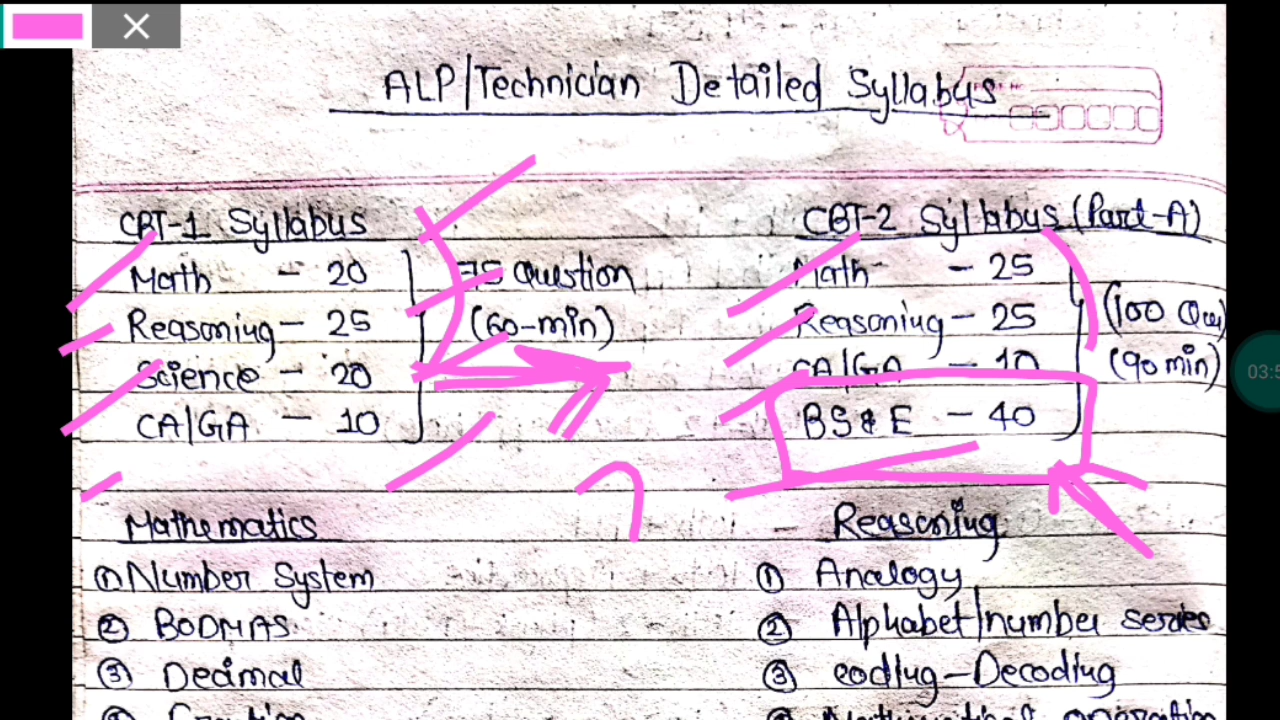 ALP/Technician Detailed Syllabus
CBT-1 Syllabus
Math - 20
Reasoning - 25
Science - 20
CA/GA - 10
75 Question
(60-min)
CBT-2 Syllabus (Part-A)
Math - 25
Reasoning - 25
CA/GA - 10
BS&E - 40
(100 Que)
(90 min)
03:5
Mathematics
① Number System
② BODMAS
③ Decimal
Reasoning
① Analogy
② Alphabet/number series
③ Coding-Decoding